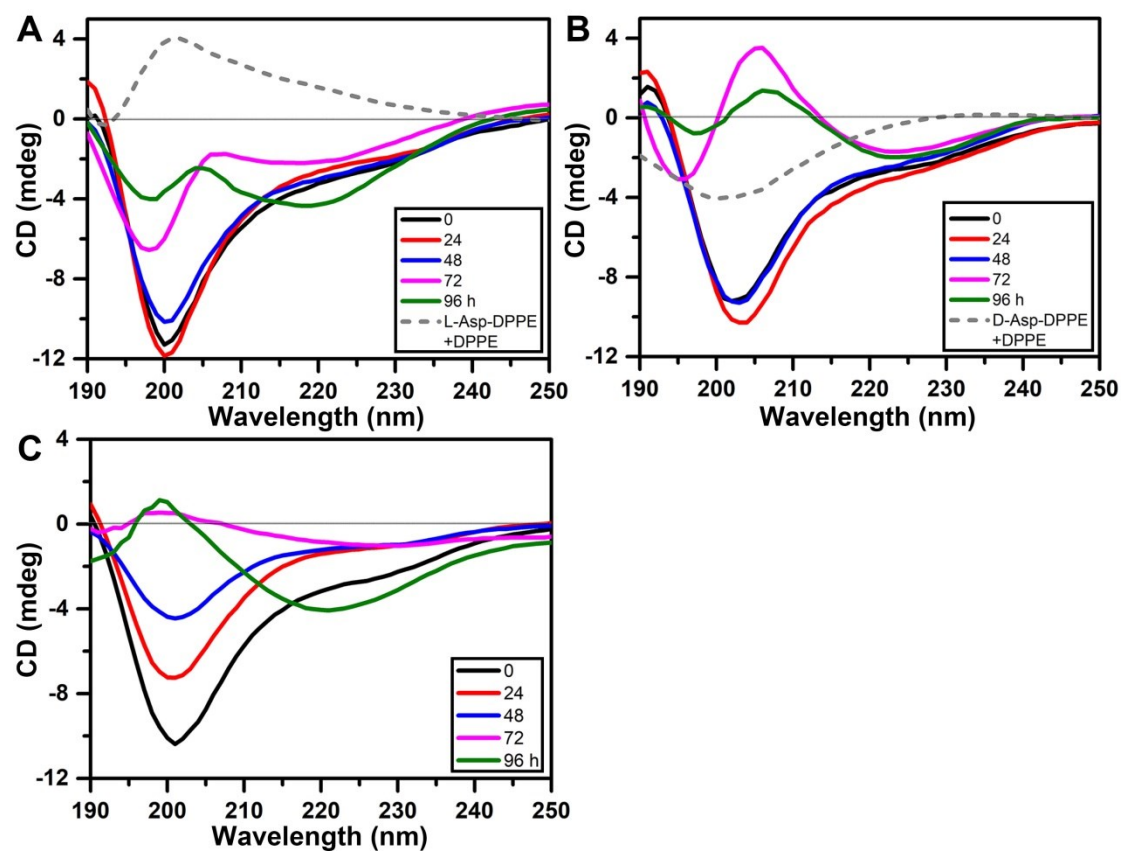 A
4
0
-4
-8
-12
CD (mdeg)
0
24
48
72
96 h
L-Asp-DPPE
+DPPE
190 200 210 220 230 240 250
Wavelength (nm)
B
4
0
-4
-8
-12
CD (mdeg)
0
24
48
72
96 h
D-Asp-DPPE
+DPPE
190 200 210 220 230 240 250
Wavelength (nm)
C
4
0
-4
-8
-12
CD (mdeg)
0
24
48
72
96 h
190 200 210 220 230 240 250
Wavelength (nm)